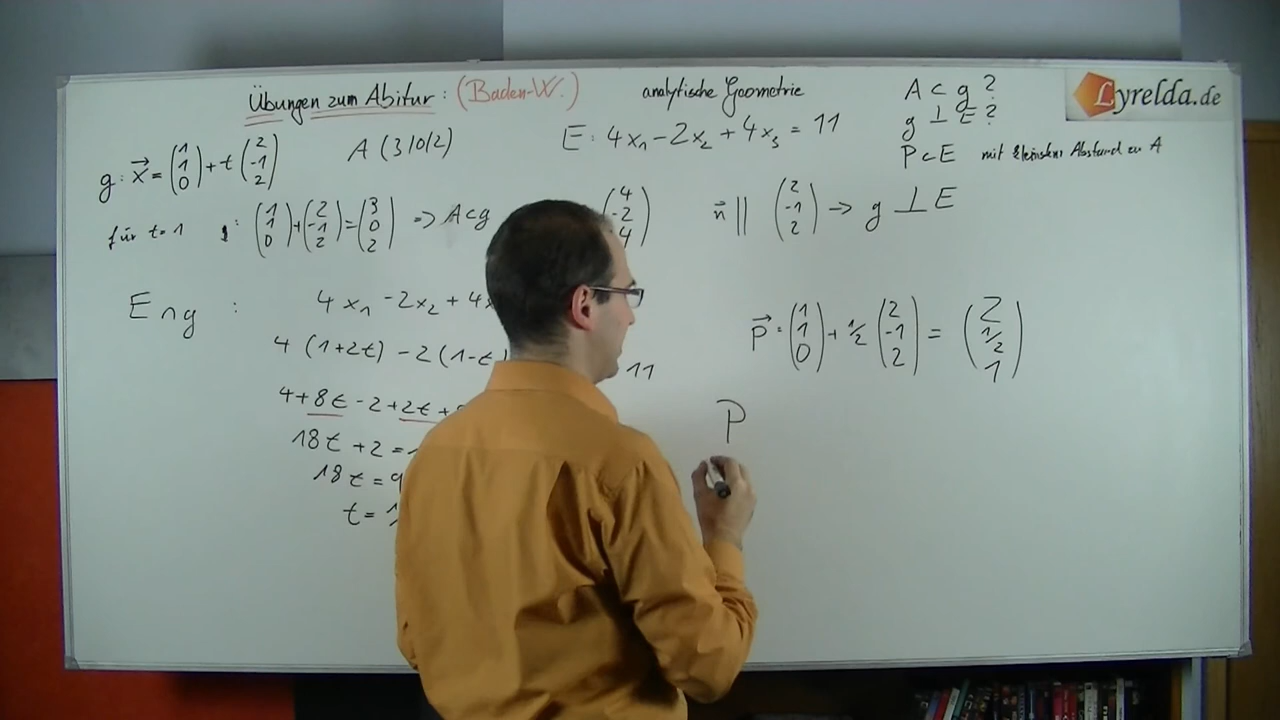 Übungen zum Abitur: (Baden-W.) analytische Geometrie
A ⊂ g ?
g ⊥ E ?
P ⊂ E mit kleinstem Abstand zu A
Lyrelda.de
g: x⃗ = (1 1 0) + t (2 -1 2) A (3/0/2) E: 4x₁ - 2x₂ + 4x₃ = 11
für t=1 : (1 1 0) + (2 -1 2) = (3 0 2) => A ⊂ g (4 -2 4) n⃗ || (2 -1 2) → g ⊥ E
E ∩ g : 4x₁ - 2x₂ + 4x
4 (1+2t) - 2 (1-t) 11
4 + 8t - 2 + 2t +
18t + 2 =
18t = 9
t =
p⃗ = (1 1 0) + 1/2 (2 -1 2) = (2 1/2 1)
P